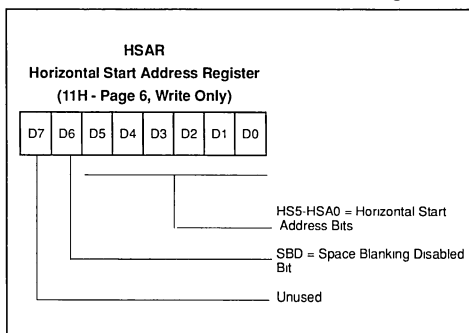 HSAR
Horizontal Start Address Register
(11H - Page 6, Write Only)
D7 D6 D5 D4 D3 D2 D1 D0
HS5-HSA0 = Horizontal Start
Address Bits
SBD = Space Blanking Disabled
Bit
Unused